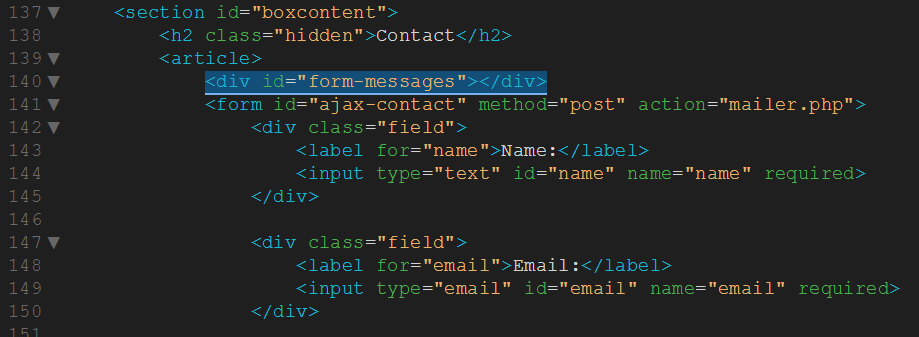 137 ▼ <section id="boxcontent">
138 <h2 class="hidden">Contact</h2>
139 ▼ <article>
140 ▼ <div id="form-messages"></div>
141 ▼ <form id="ajax-contact" method="post" action="mailer.php">
142 ▼ <div class="field">
143 <label for="name">Name:</label>
144 <input type="text" id="name" name="name" required>
145 </div>
146
147 ▼ <div class="field">
148 <label for="email">Email:</label>
149 <input type="email" id="email" name="email" required>
150 </div>
151